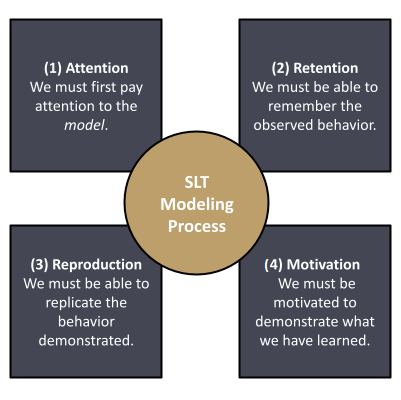 (1) Attention
We must first pay
attention to the
model.
(2) Retention
We must be able to
remember the
observed behavior.
SLT
Modeling
Process
(3) Reproduction
We must be able to
replicate the
behavior
demonstrated.
(4) Motivation
We must be
motivated to
demonstrate what
we have learned.